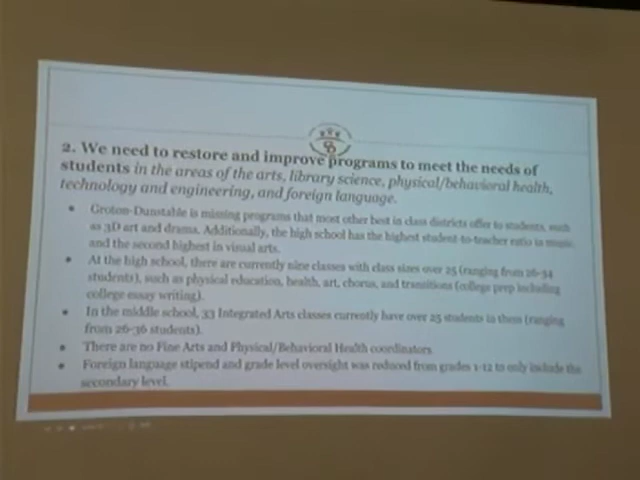 2. We need to restore and improve programs to meet the needs of
students in the areas of the arts, library science, physical/behavioral health,
technology and engineering, and foreign language.
Groton-Dunstable is missing programs that most other best in class districts offer to students, such
as 3D art and drama. Additionally, the high school has the highest student-to-teacher ratio in music
and the second highest in visual arts.
At the high school, there are currently nine classes with class sizes over 25 (ranging from 26-34
students), such as physical education, health, art, chorus, and transitions (college prep including
college essay writing).
In the middle school, 33 Integrated Arts classes currently have over 25 students in them (ranging
from 26-36 students).
There are no Fine Arts and Physical/Behavioral Health coordinators
Foreign language stipend and grade level oversight was reduced from grades 1-12 to only include the
secondary level.